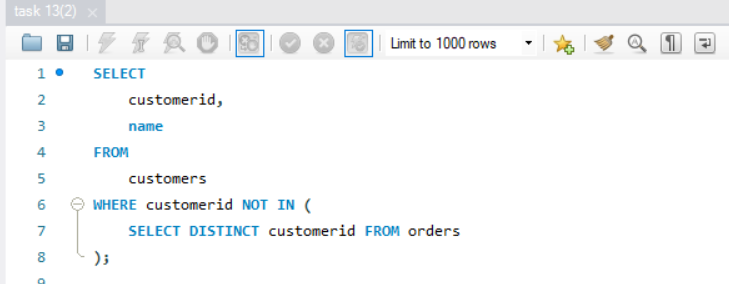 task 13(2)
Limit to 1000 rows
1 SELECT
2 customerid,
3 name
4 FROM
5 customers
6 WHERE customerid NOT IN (
7 SELECT DISTINCT customerid FROM orders
8 );
9